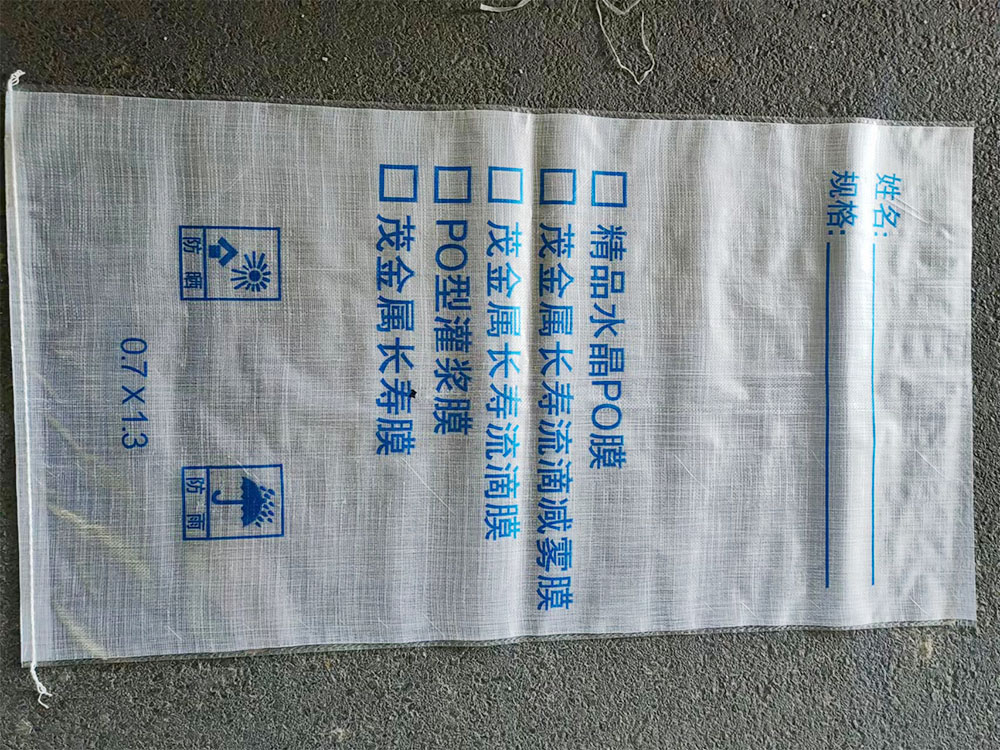 姓名:
规格:
精品水晶PO膜
茂金属长寿流滴减雾膜
茂金属长寿流滴膜
PO型灌浆膜
茂金属长寿膜
防晒
防雨
0.7X1.3